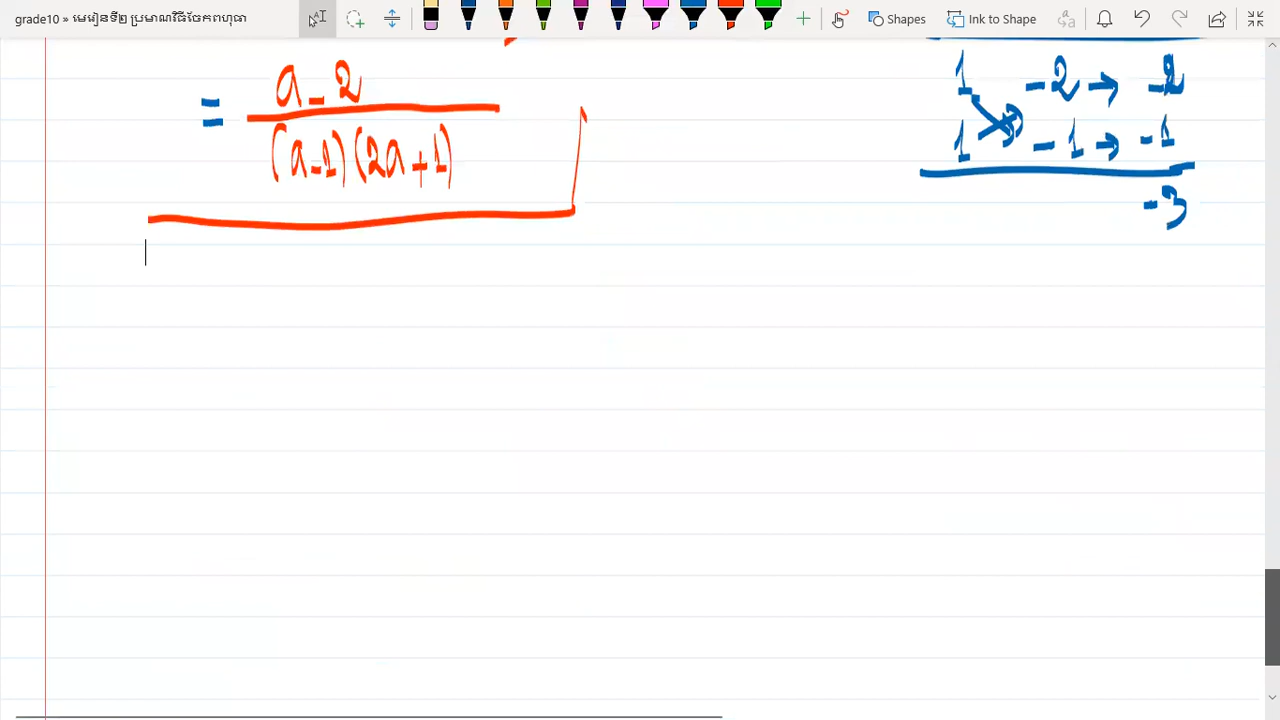 grade10 » មេរៀនទី២ ប្រមាណវិធីចែកពហុធា
Shapes
Ink to Shape
= a - 2
(a - 1)(2a + 1)
1 -2 → -2
1 -1 → -1
-3